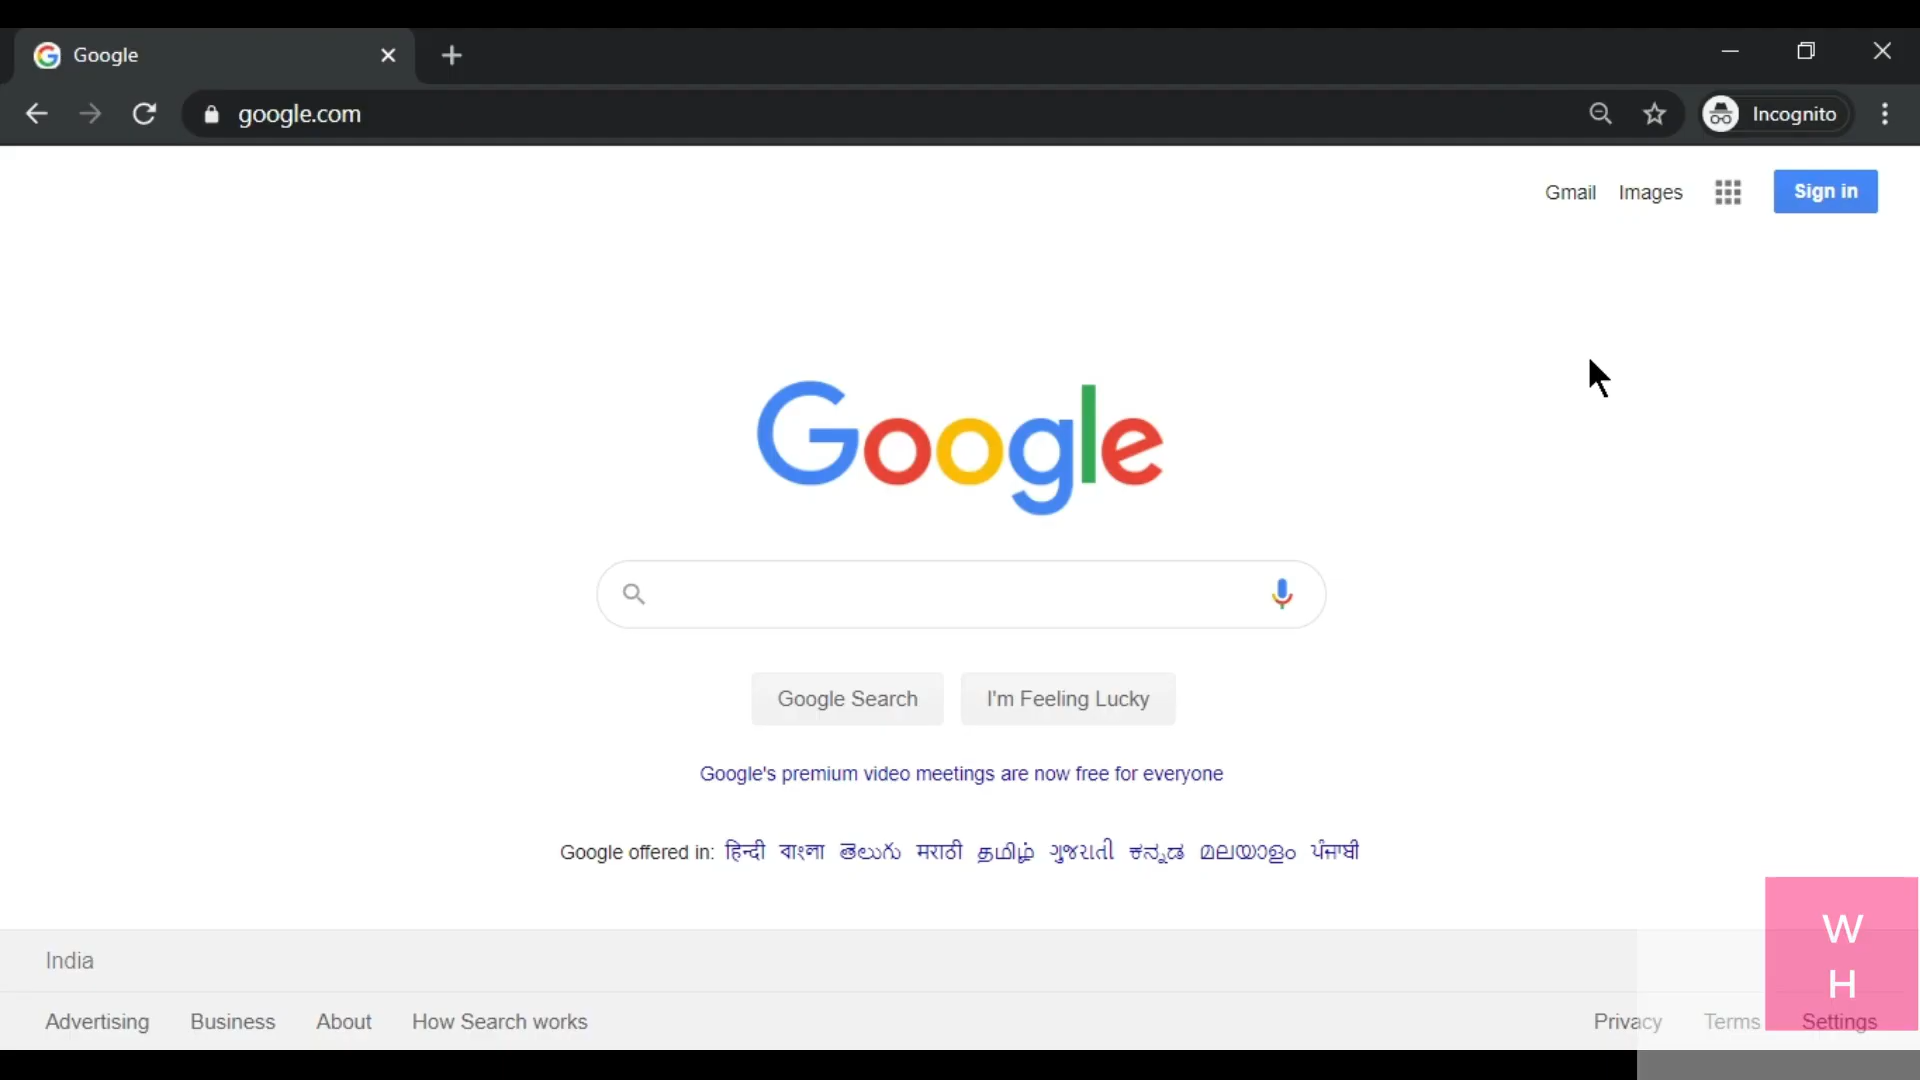 Google
google.com
Incognito
Gmail Images Sign in
Google
Google Search I'm Feeling Lucky
Google's premium video meetings are now free for everyone
Google offered in: हिन्दी বাংলা తెలుగు मराठी தமிழ் ગુજરાતી ಕನ್ನಡ മലയാളം ਪੰਜਾਬੀ
India
Advertising Business About How Search works Privacy Terms Settings
W
H